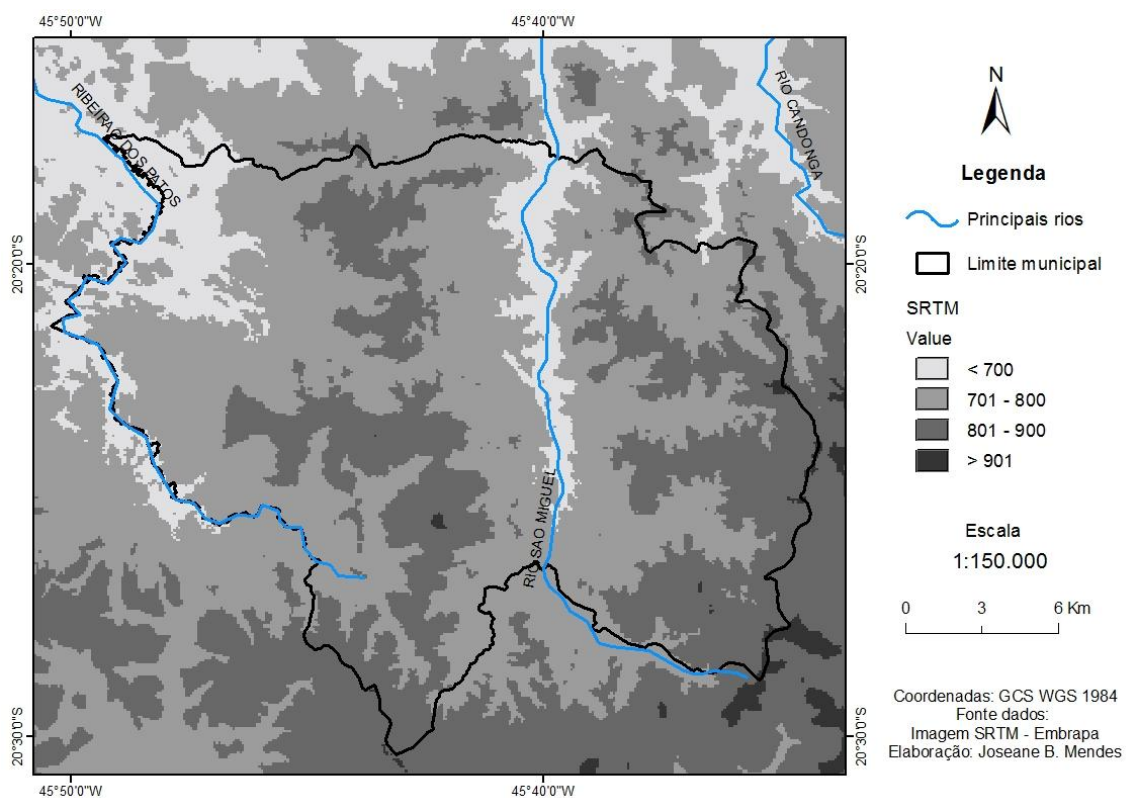 45°50'0"W
45°40'0"W
RIBEIRÃO DOS PATOS
RIO CANDONGA
RIO SAO MIGUEL
20°20'0"S
20°20'0"S
20°30'0"S
20°30'0"S
45°50'0"W
45°40'0"W
N
Legenda
Principais rios
Limite municipal
SRTM
Value
< 700
701 - 800
801 - 900
> 901
Escala
1:150.000
0 3 6 Km
Coordenadas: GCS WGS 1984
Fonte dados:
Imagem SRTM - Embrapa
Elaboração: Joseane B. Mendes